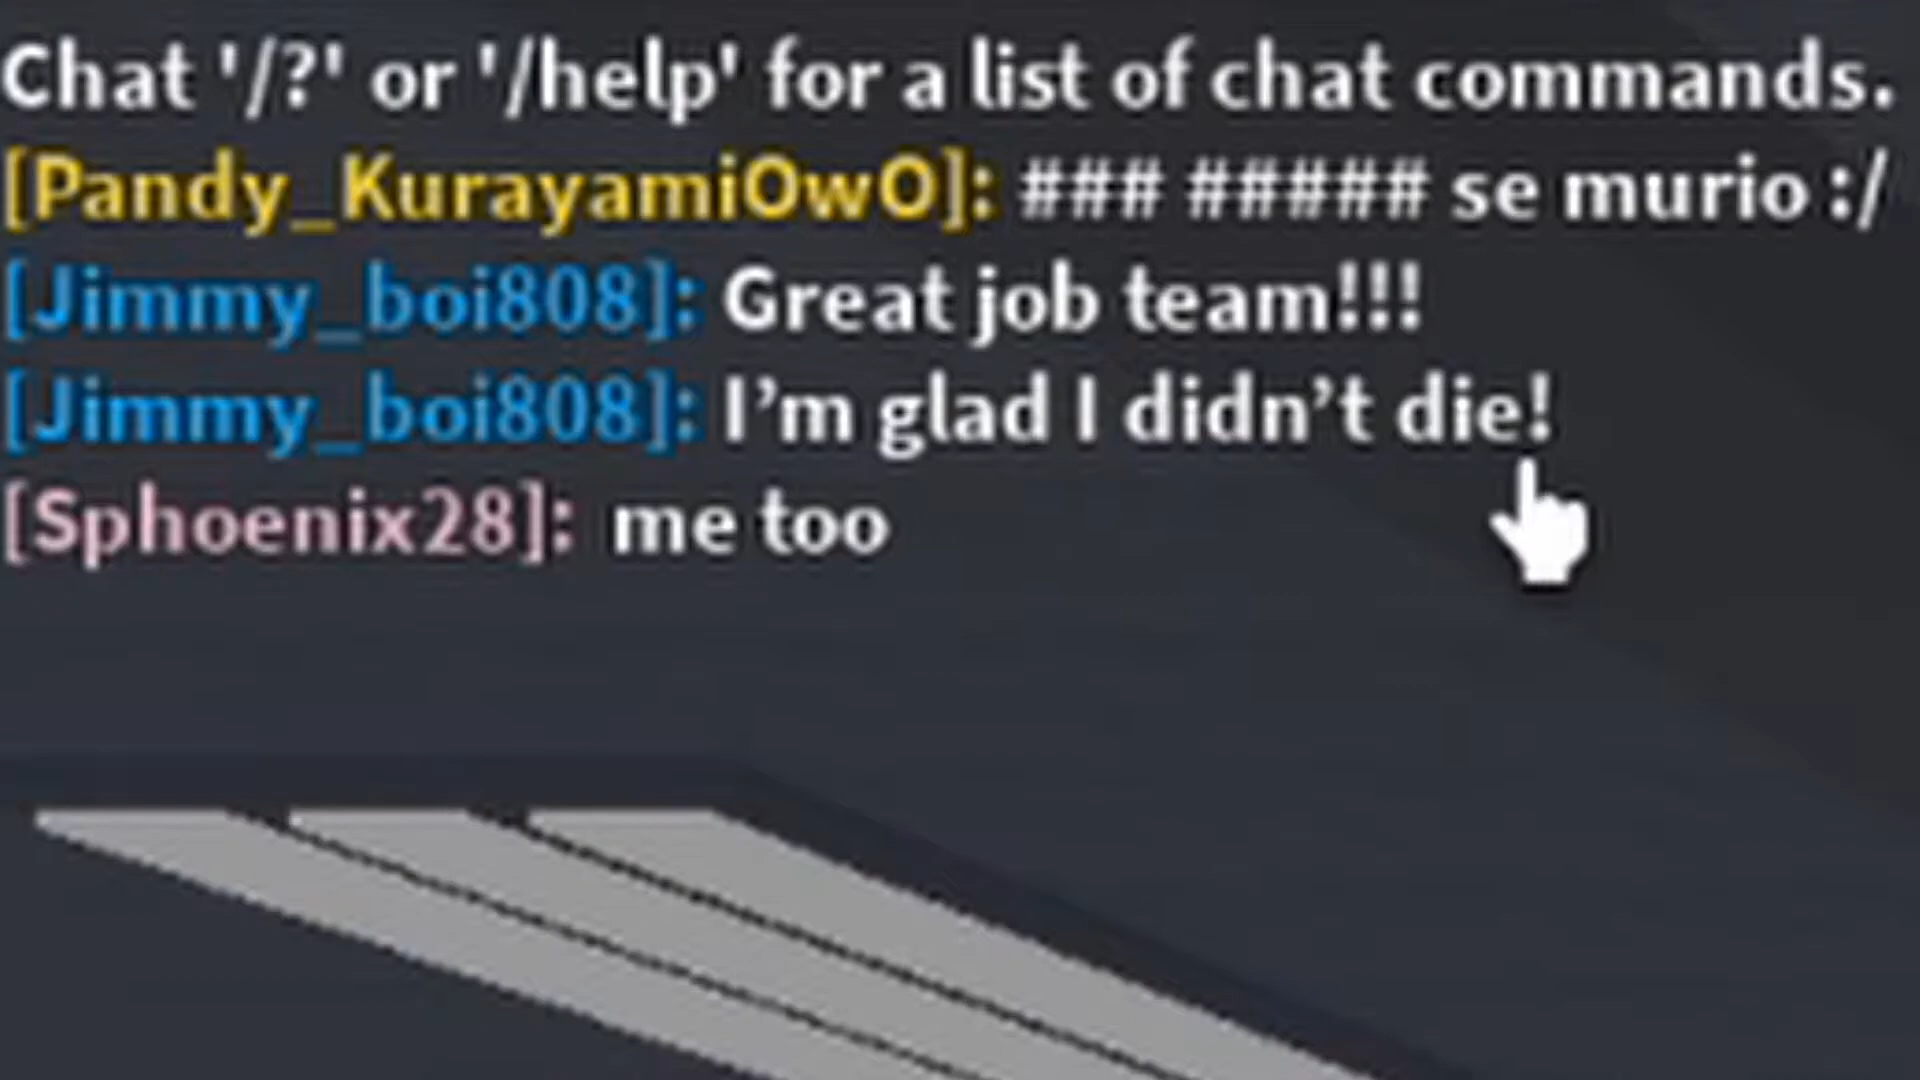 Chat '/?' or '/help' for a list of chat commands.
[Pandy_KurayamiOwO]: ### ##### se murio :/
[Jimmy_boi808]: Great job team!!!
[Jimmy_boi808]: I’m glad I didn’t die!
[Sphoenix28]: me too